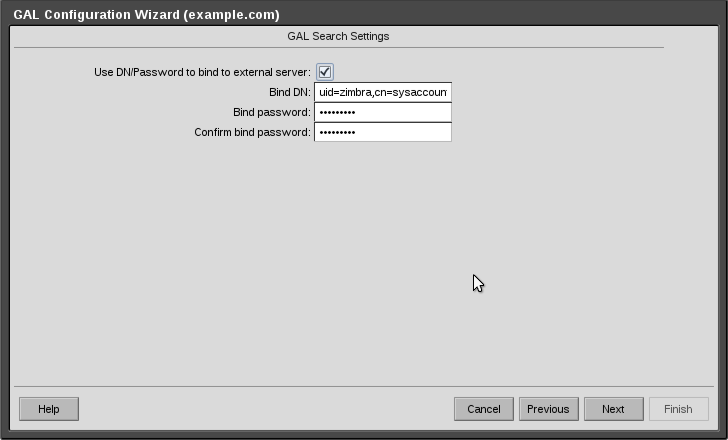 GAL Configuration Wizard (example.com)
GAL Search Settings
Use DN/Password to bind to external server:
Bind DN: uid=zimbra,cn=sysaccoun
Bind password: •••••••••
Confirm bind password: •••••••••
Help Cancel Previous Next Finish